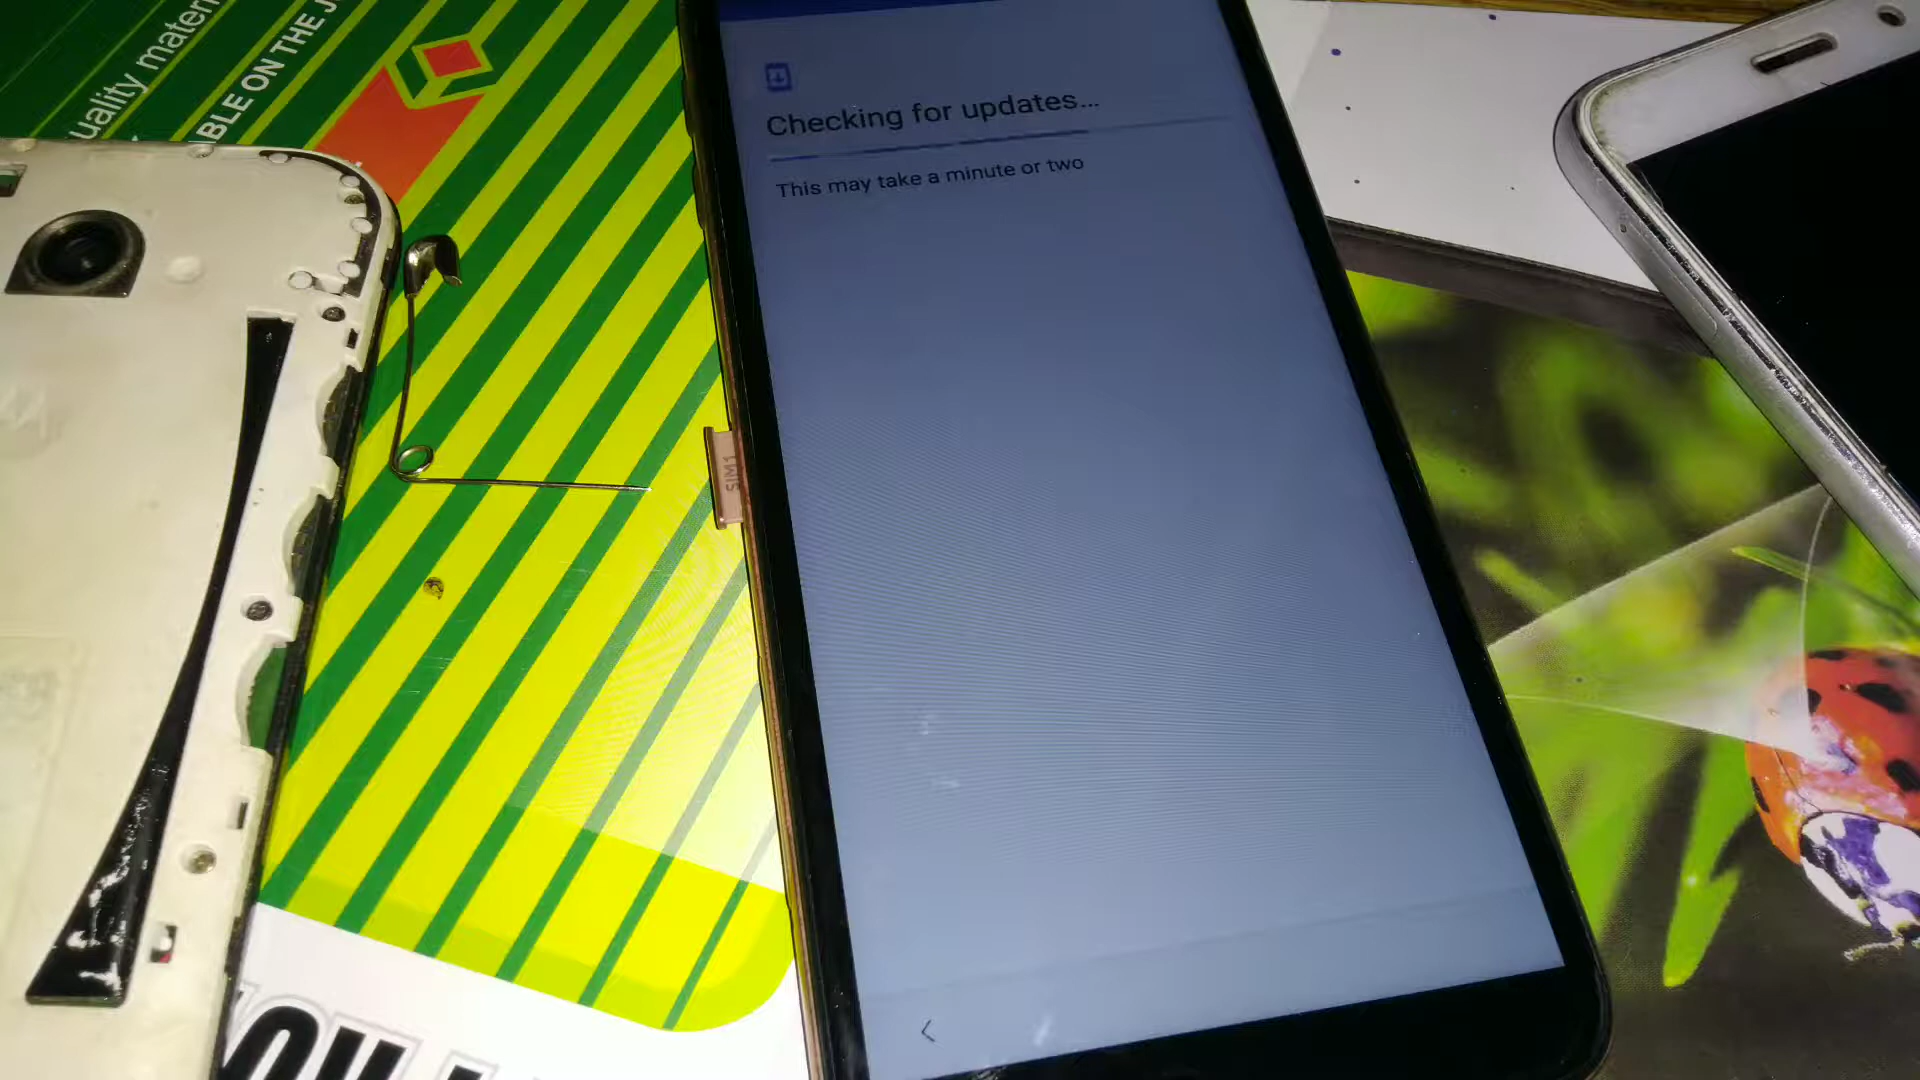 uality mater
BLE ON THE J
Checking for updates...
This may take a minute or two
SIM1